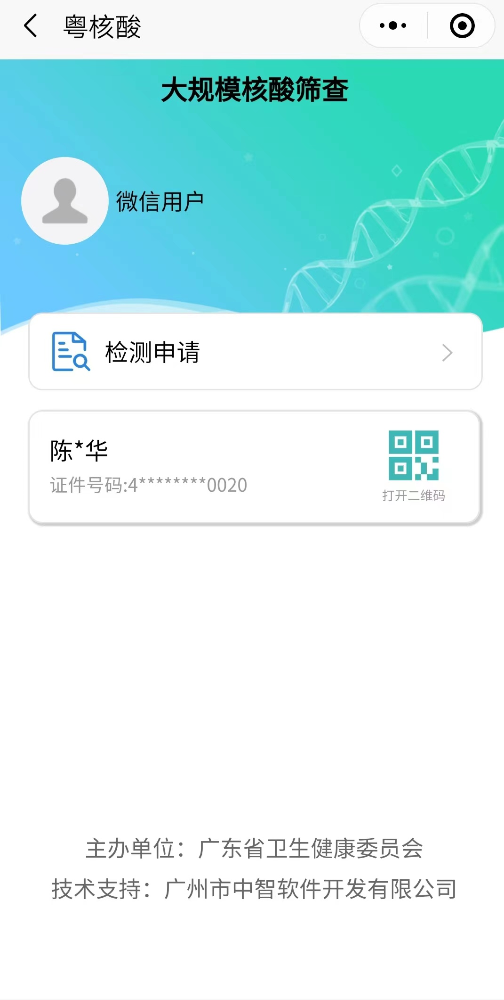 粤核酸
大规模核酸筛查
微信用户
检测申请
陈*华
证件号码:4********0020
打开二维码
主办单位：广东省卫生健康委员会
技术支持：广州市中智软件开发有限公司